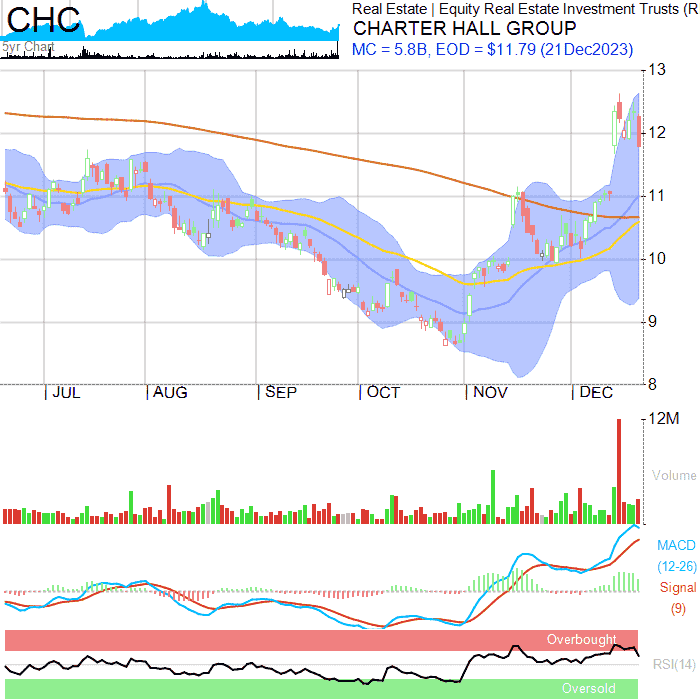 CHC
5yr Chart
Real Estate | Equity Real Estate Investment Trusts (R
CHARTER HALL GROUP
MC = 5.8B, EOD = $11.79 (21Dec2023)
13
12
11
10
9
8
JUL AUG SEP OCT NOV DEC
12M
Volume
MACD
(12-26)
Signal
(9)
Overbought
RSI(14)
Oversold